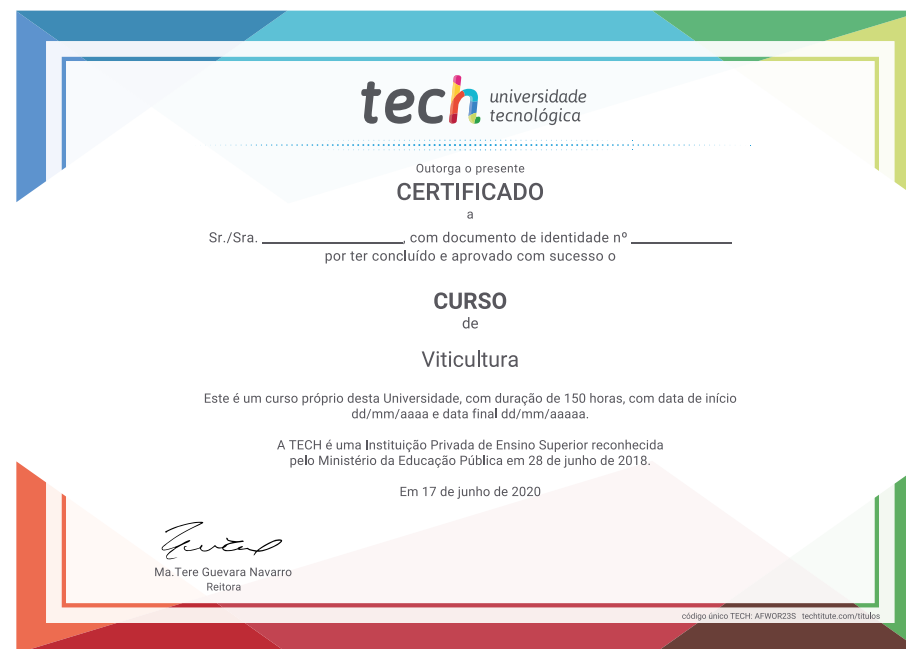 tech universidade
tecnológica
Outorga o presente
CERTIFICADO
a
Sr./Sra. ________________, com documento de identidade nº ____________
por ter concluído e aprovado com sucesso o
CURSO
de
Viticultura
Este é um curso próprio desta Universidade, com duração de 150 horas, com data de início
dd/mm/aaaa e data final dd/mm/aaaaa.
A TECH é uma Instituição Privada de Ensino Superior reconhecida
pelo Ministério da Educação Pública em 28 de junho de 2018.
Em 17 de junho de 2020
Ma.Tere Guevara Navarro
Reitora
código único TECH: AFWOR23S techtitute.com/titulos